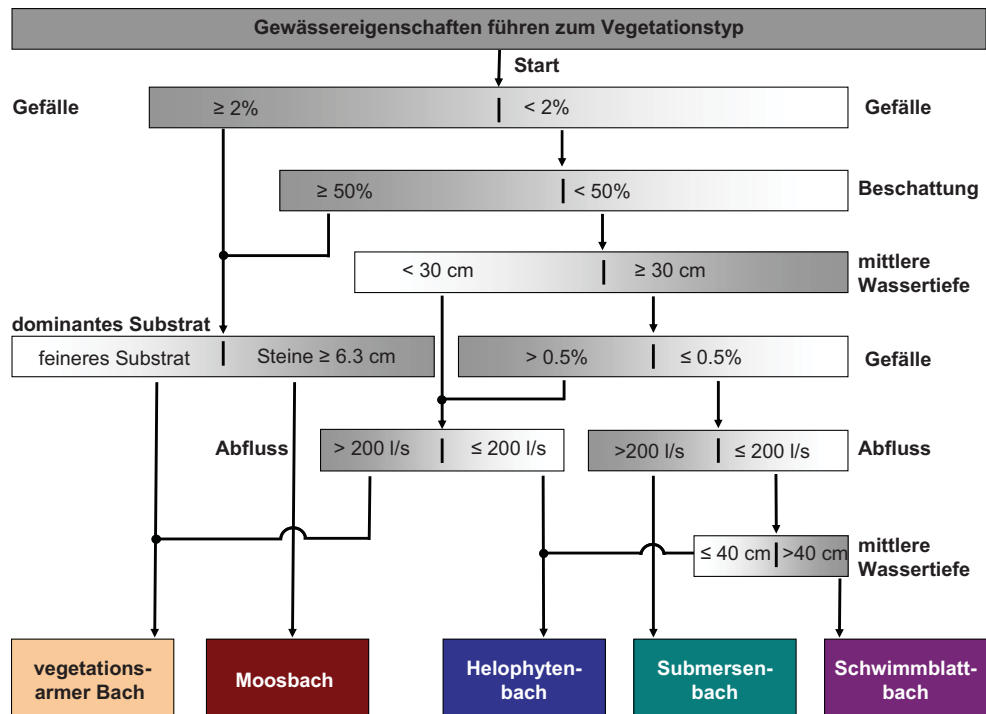 Gewässereigenschaften führen zum Vegetationstyp
Start
Gefälle
≥ 2%
< 2%
Gefälle
≥ 50%
< 50%
Beschattung
< 30 cm
≥ 30 cm
mittlere
Wassertiefe
dominantes Substrat
feineres Substrat
Steine ≥ 6.3 cm
> 0.5%
≤ 0.5%
Gefälle
Abfluss
> 200 l/s
≤ 200 l/s
>200 l/s
≤ 200 l/s
Abfluss
≤ 40 cm
>40 cm
mittlere
Wassertiefe
vegetations-
armer Bach
Moosbach
Helophyten-
bach
Submersen-
bach
Schwimmblatt-
bach